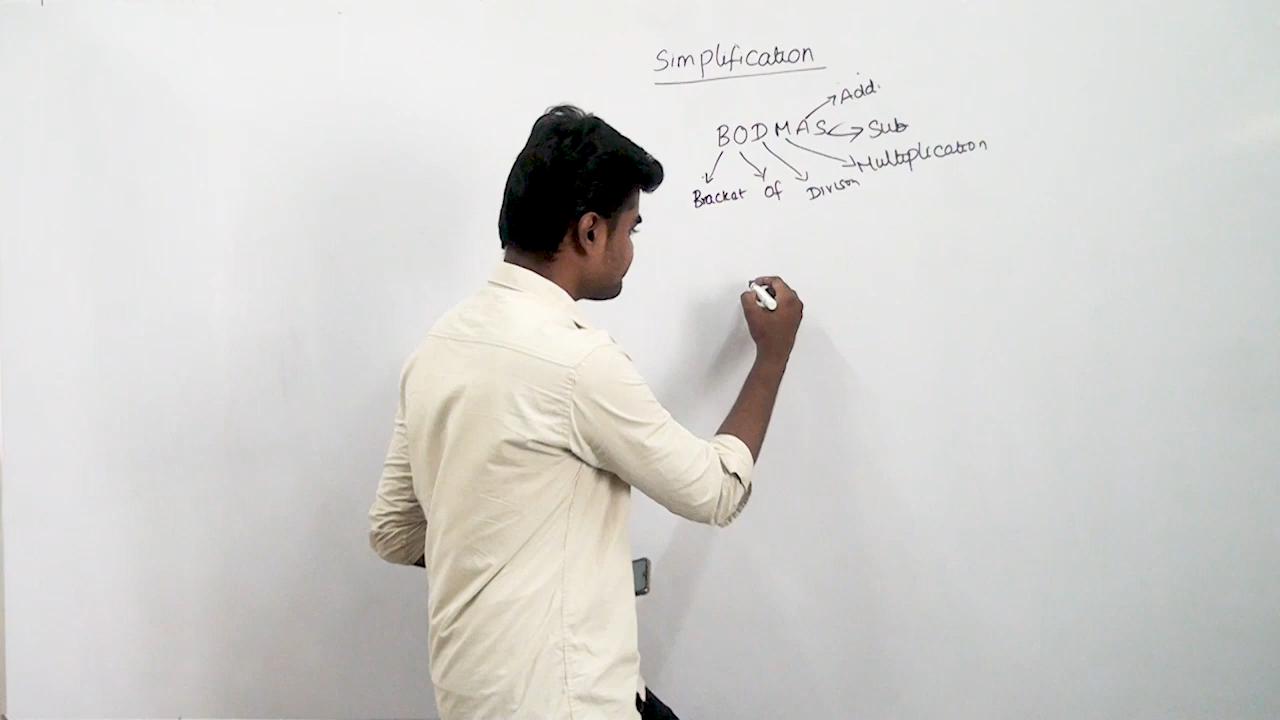 Simplification
Add.
BODMAS
Sub
Multiplication
Bracket Of Divison